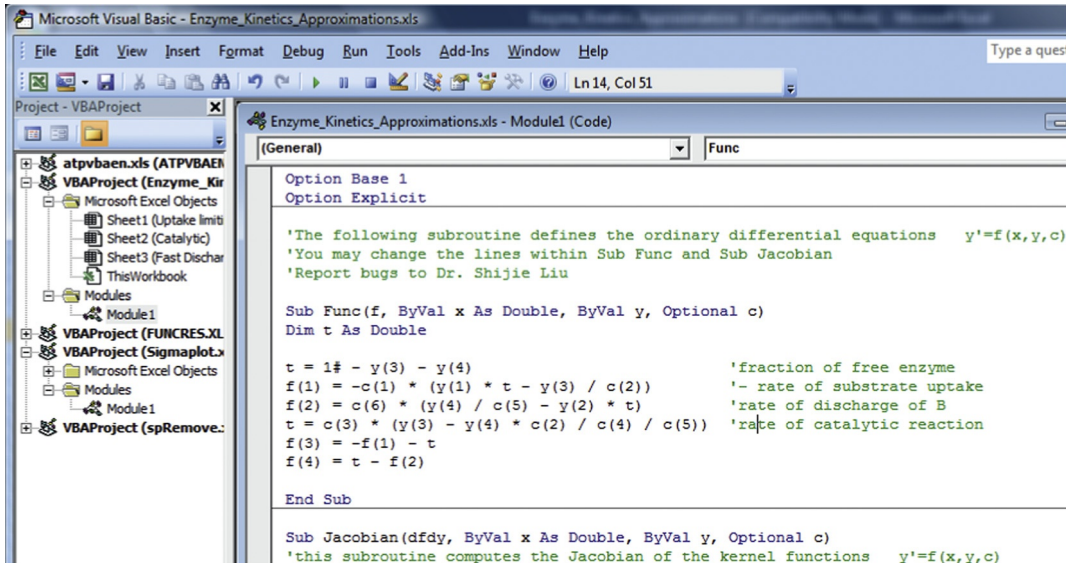 Microsoft Visual Basic - Enzyme_Kinetics_Approximations.xls
File Edit View Insert Format Debug Run Tools Add-Ins Window Help
Type a quest
Ln 14, Col 51
Project - VBAProject
atpvbaen.xls (ATPVBAEN
VBAProject (Enzyme_Kin
Microsoft Excel Objects
Sheet1 (Uptake limiti
Sheet2 (Catalytic)
Sheet3 (Fast Dischar
ThisWorkbook
Modules
Module1
VBAProject (FUNCRES.XL
VBAProject (Sigmaplot.x
Microsoft Excel Objects
Modules
Module1
VBAProject (spRemove.
Enzyme_Kinetics_Approximations.xls - Module1 (Code)
(General) Func
Option Base 1
Option Explicit
'The following subroutine defines the ordinary differential equations y'=f(x,y,c)
'You may change the lines within Sub Func and Sub Jacobian
'Report bugs to Dr. Shijie Liu
Sub Func(f, ByVal x As Double, ByVal y, Optional c)
Dim t As Double
t = 1# - y(3) - y(4) 'fraction of free enzyme
f(1) = -c(1) * (y(1) * t - y(3) / c(2)) '- rate of substrate uptake
f(2) = c(6) * (y(4) / c(5) - y(2) * t) 'rate of discharge of B
t = c(3) * (y(3) - y(4) * c(2) / c(4) / c(5)) 'rate of catalytic reaction
f(3) = -f(1) - t
f(4) = t - f(2)
End Sub
Sub Jacobian(dfdy, ByVal x As Double, ByVal y, Optional c)
'this subroutine computes the Jacobian of the kernel functions y'=f(x,y,c)